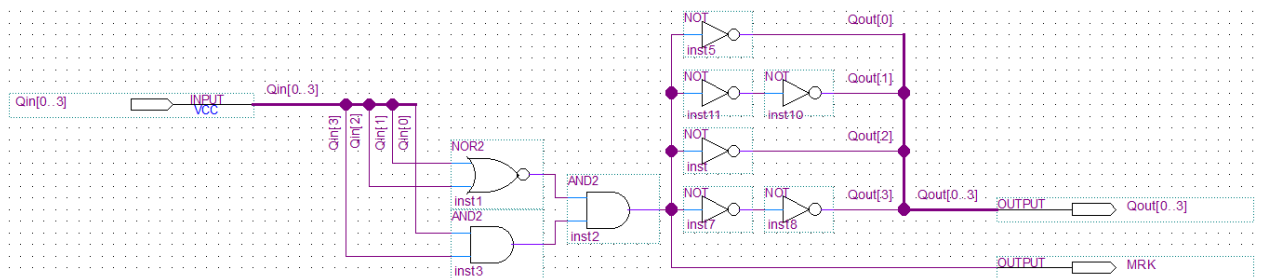 Qin[0..3]
INPUT
VCC
Qin[0..3]
Qin[3]
Qin[2]
Qin[1]
Qin[0]
NOR2
inst1
AND2
inst3
AND2
inst2
NOT
inst5
Qout[0]
NOT
inst11
NOT
inst10
Qout[1]
NOT
inst
Qout[2]
NOT
inst7
NOT
inst8
Qout[3]
Qout[0..3]
OUTPUT
Qout[0..3]
OUTPUT
MRK